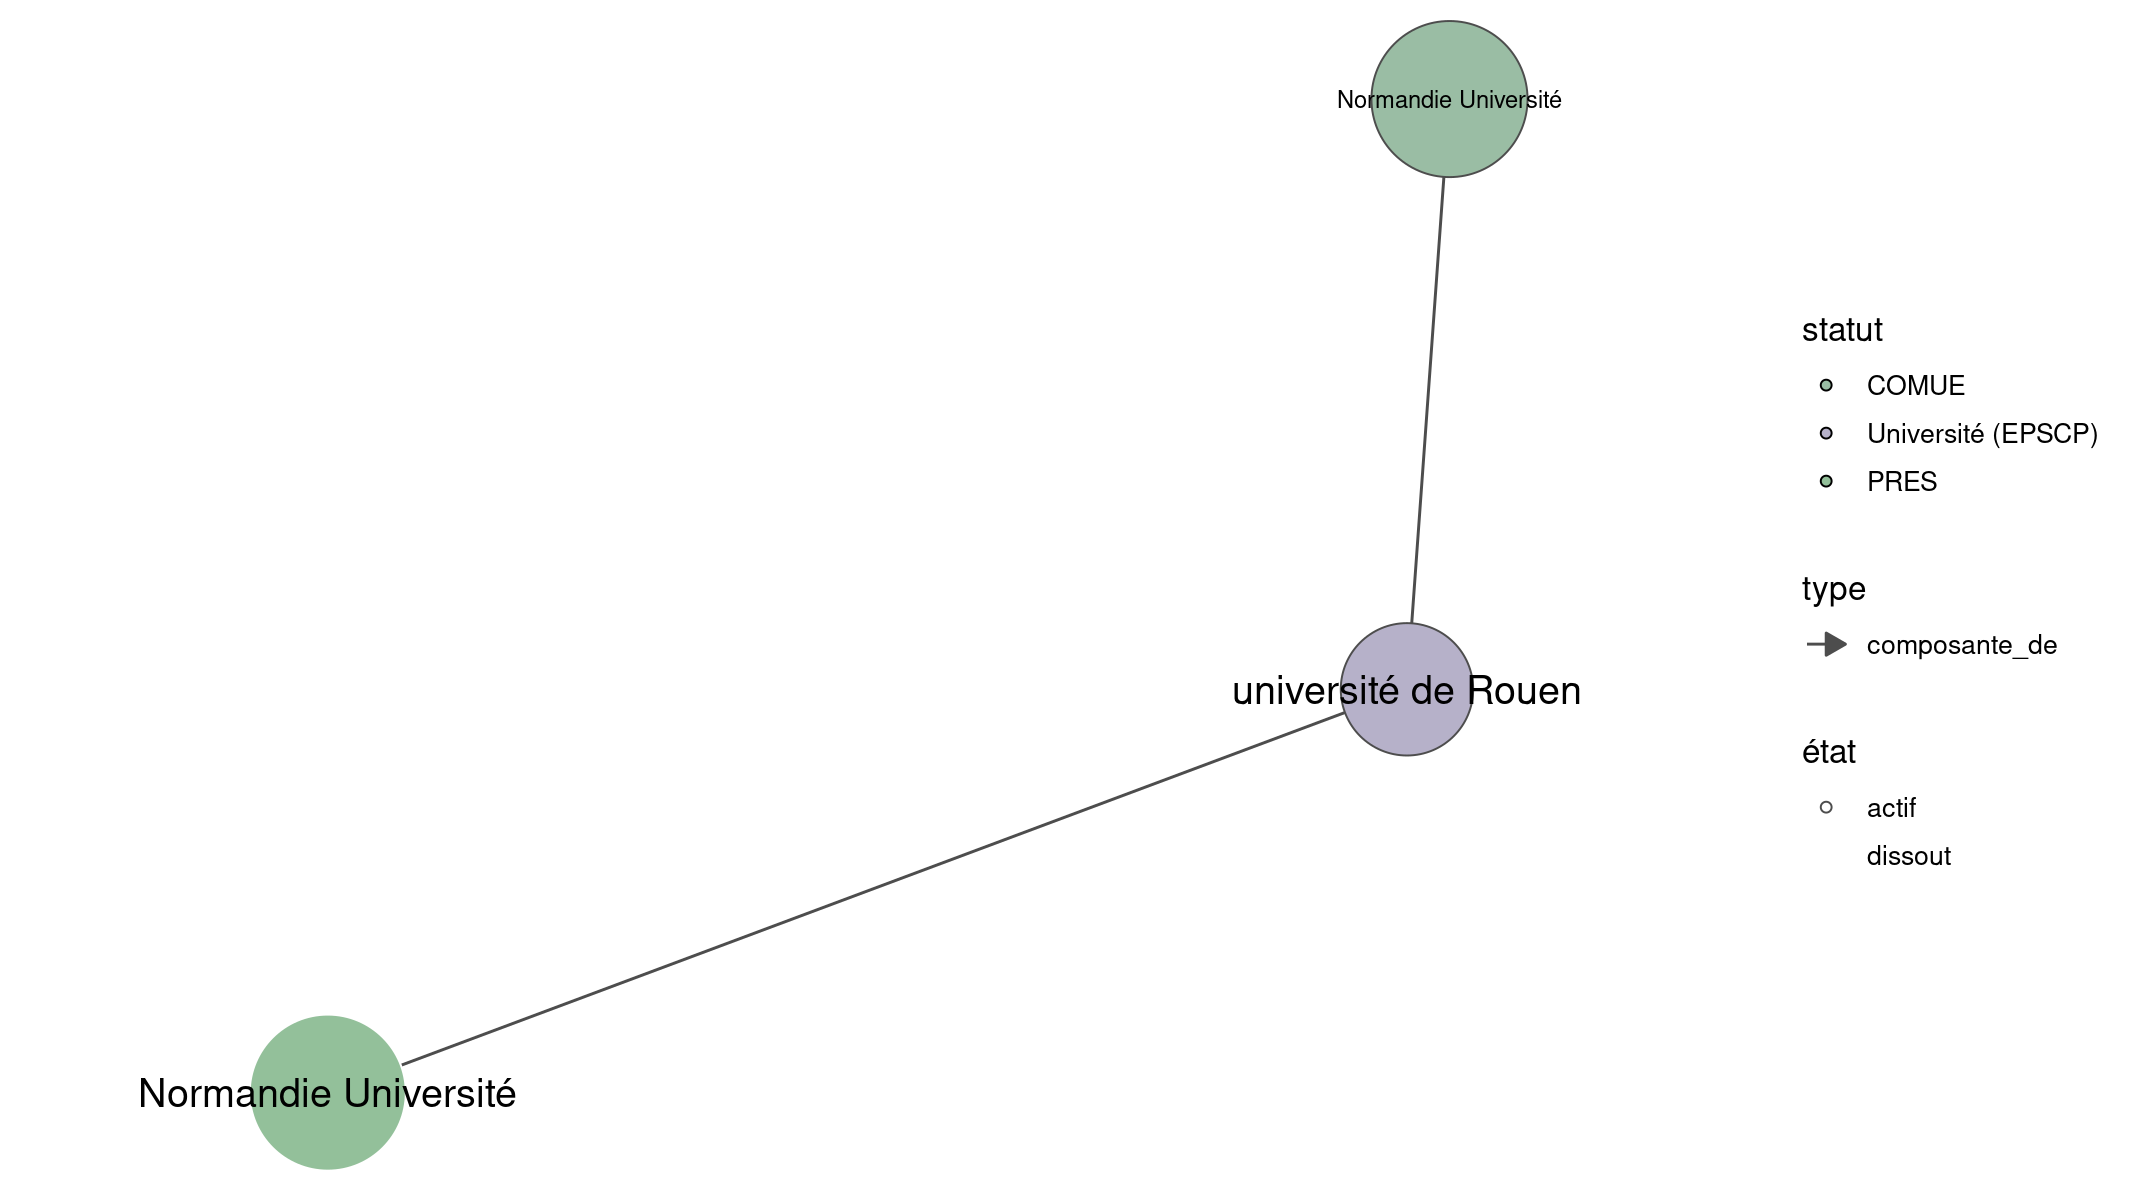 Normandie Université
statut
COMUE
Université (EPSCP)
PRES
type
composante_de
université de Rouen
état
actif
dissout
Normandie Université